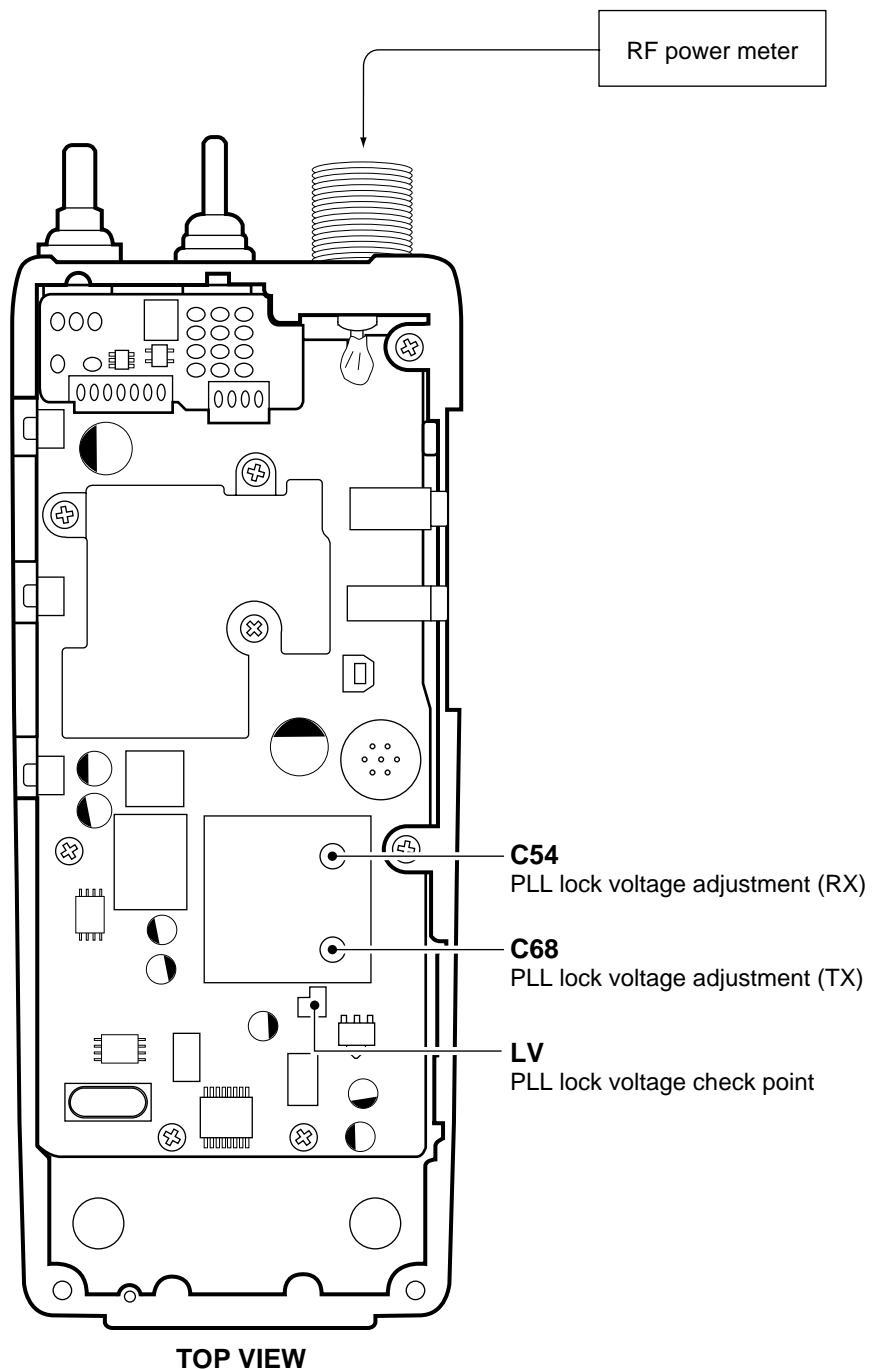 RF power meter
C54
PLL lock voltage adjustment (RX)
C68
PLL lock voltage adjustment (TX)
LV
PLL lock voltage check point
TOP VIEW